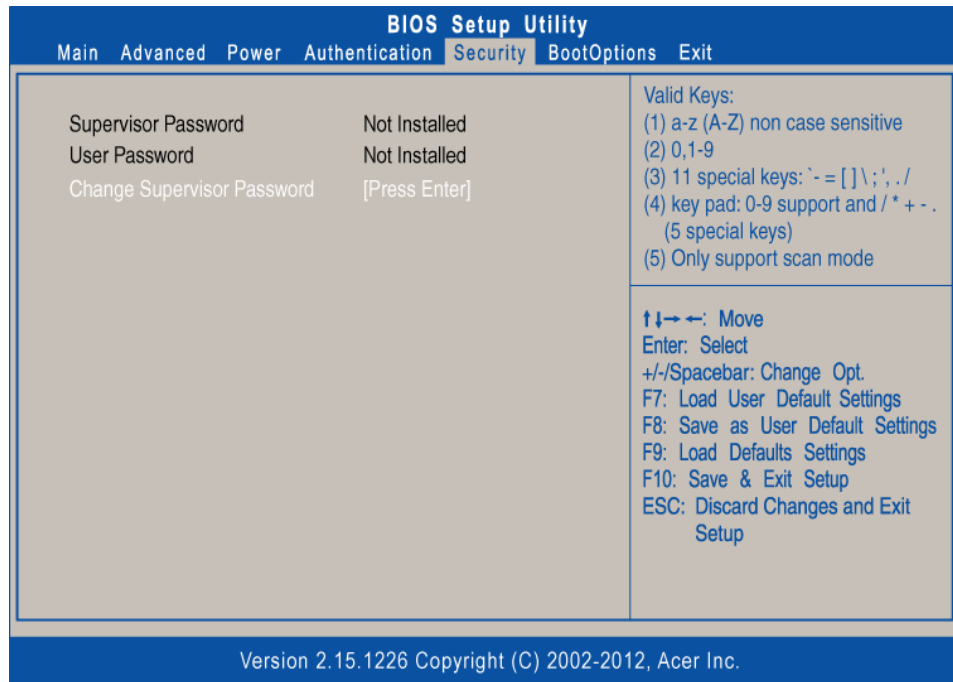 BIOS Setup Utility
Main Advanced Power Authentication Security BootOptions Exit
Supervisor Password Not Installed
User Password Not Installed
Change Supervisor Password [Press Enter]
Valid Keys:
(1) a-z (A-Z) non case sensitive
(2) 0,1-9
(3) 11 special keys: `- = [ ] \ ; ', . /
(4) key pad: 0-9 support and / * + - .
(5 special keys)
(5) Only support scan mode
↑↓→ ←: Move
Enter: Select
+/-/Spacebar: Change Opt.
F7: Load User Default Settings
F8: Save as User Default Settings
F9: Load Defaults Settings
F10: Save & Exit Setup
ESC: Discard Changes and Exit
Setup
Version 2.15.1226 Copyright (C) 2002-2012, Acer Inc.